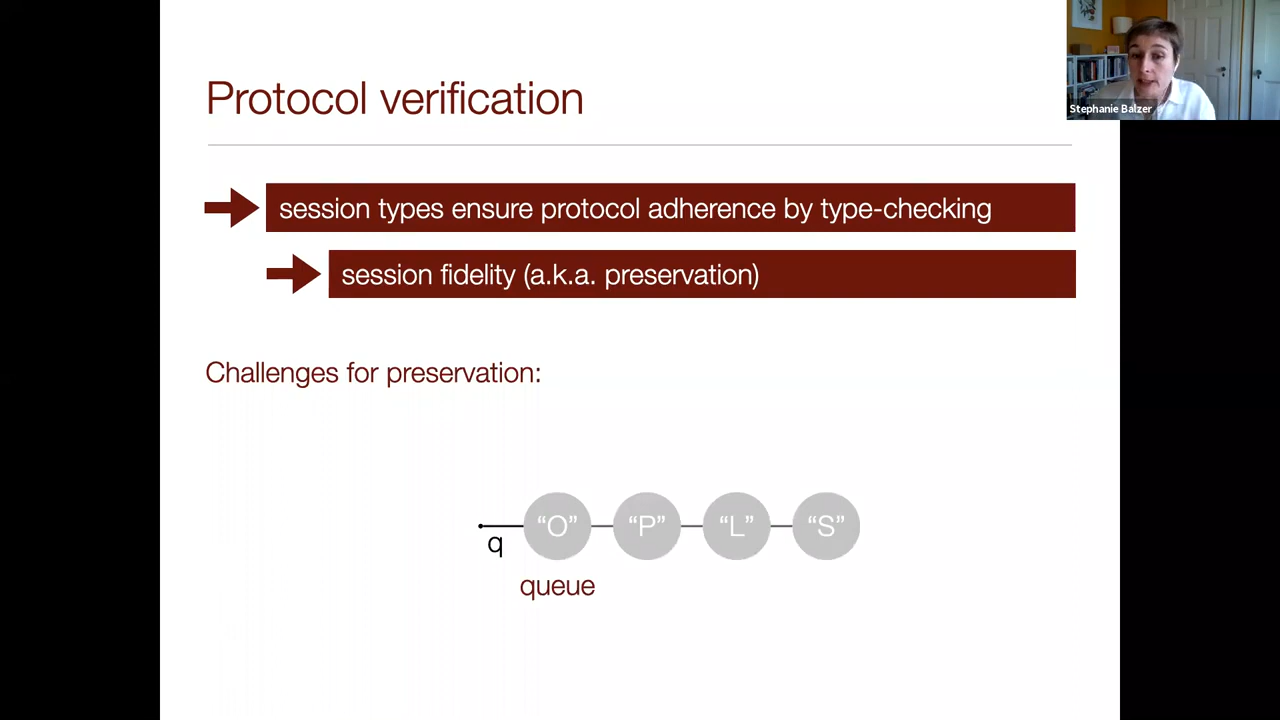 Protocol verification
Stephanie Balzer
session types ensure protocol adherence by type-checking
session fidelity (a.k.a. preservation)
Challenges for preservation:
“O” “P” “L” “S”
q
queue